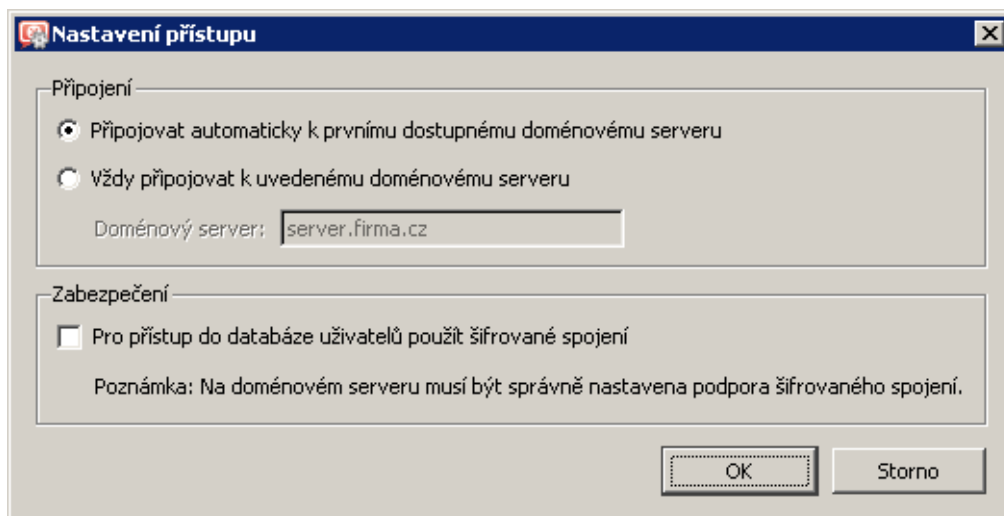 Nastavení přístupu
Připojení
Připojovat automaticky k prvnímu dostupnému doménovému serveru
Vždy připojovat k uvedenému doménovému serveru
Doménový server: server.firma.cz
Zabezpečení
Pro přístup do databáze uživatelů použít šifrované spojení
Poznámka: Na doménovém serveru musí být správně nastavena podpora šifrovaného spojení.
OK Storno